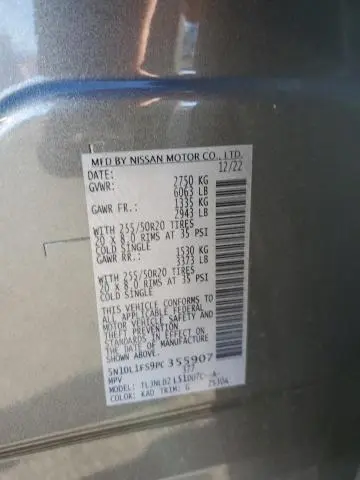 MFD BY NISSAN MOTOR CO., LTD.
DATE: 12/22
GVWR: 2750 KG
6063 LB
GAWR FR.: 1335 KG
2943 LB
WITH 255/50R20 TIRES
20 X 8.0 RIMS AT 35 PSI
COLD SINGLE
GAWR RR.: 1530 KG
3373 LB
WITH 255/50R20 TIRES
20 X 8.0 RIMS AT 35 PSI
COLD SINGLE
THIS VEHICLE CONFORMS TO
ALL APPLICABLE FEDERAL
MOTOR VEHICLE SAFETY AND
THEFT PREVENTION STANDARDS
IN EFFECT ON THE
DATE OF MANUFACTURE
SHOWN ABOVE.
5N1DL1FS9PC355907
MPV 377
MODEL:
COLOR: KAD TRIM: G